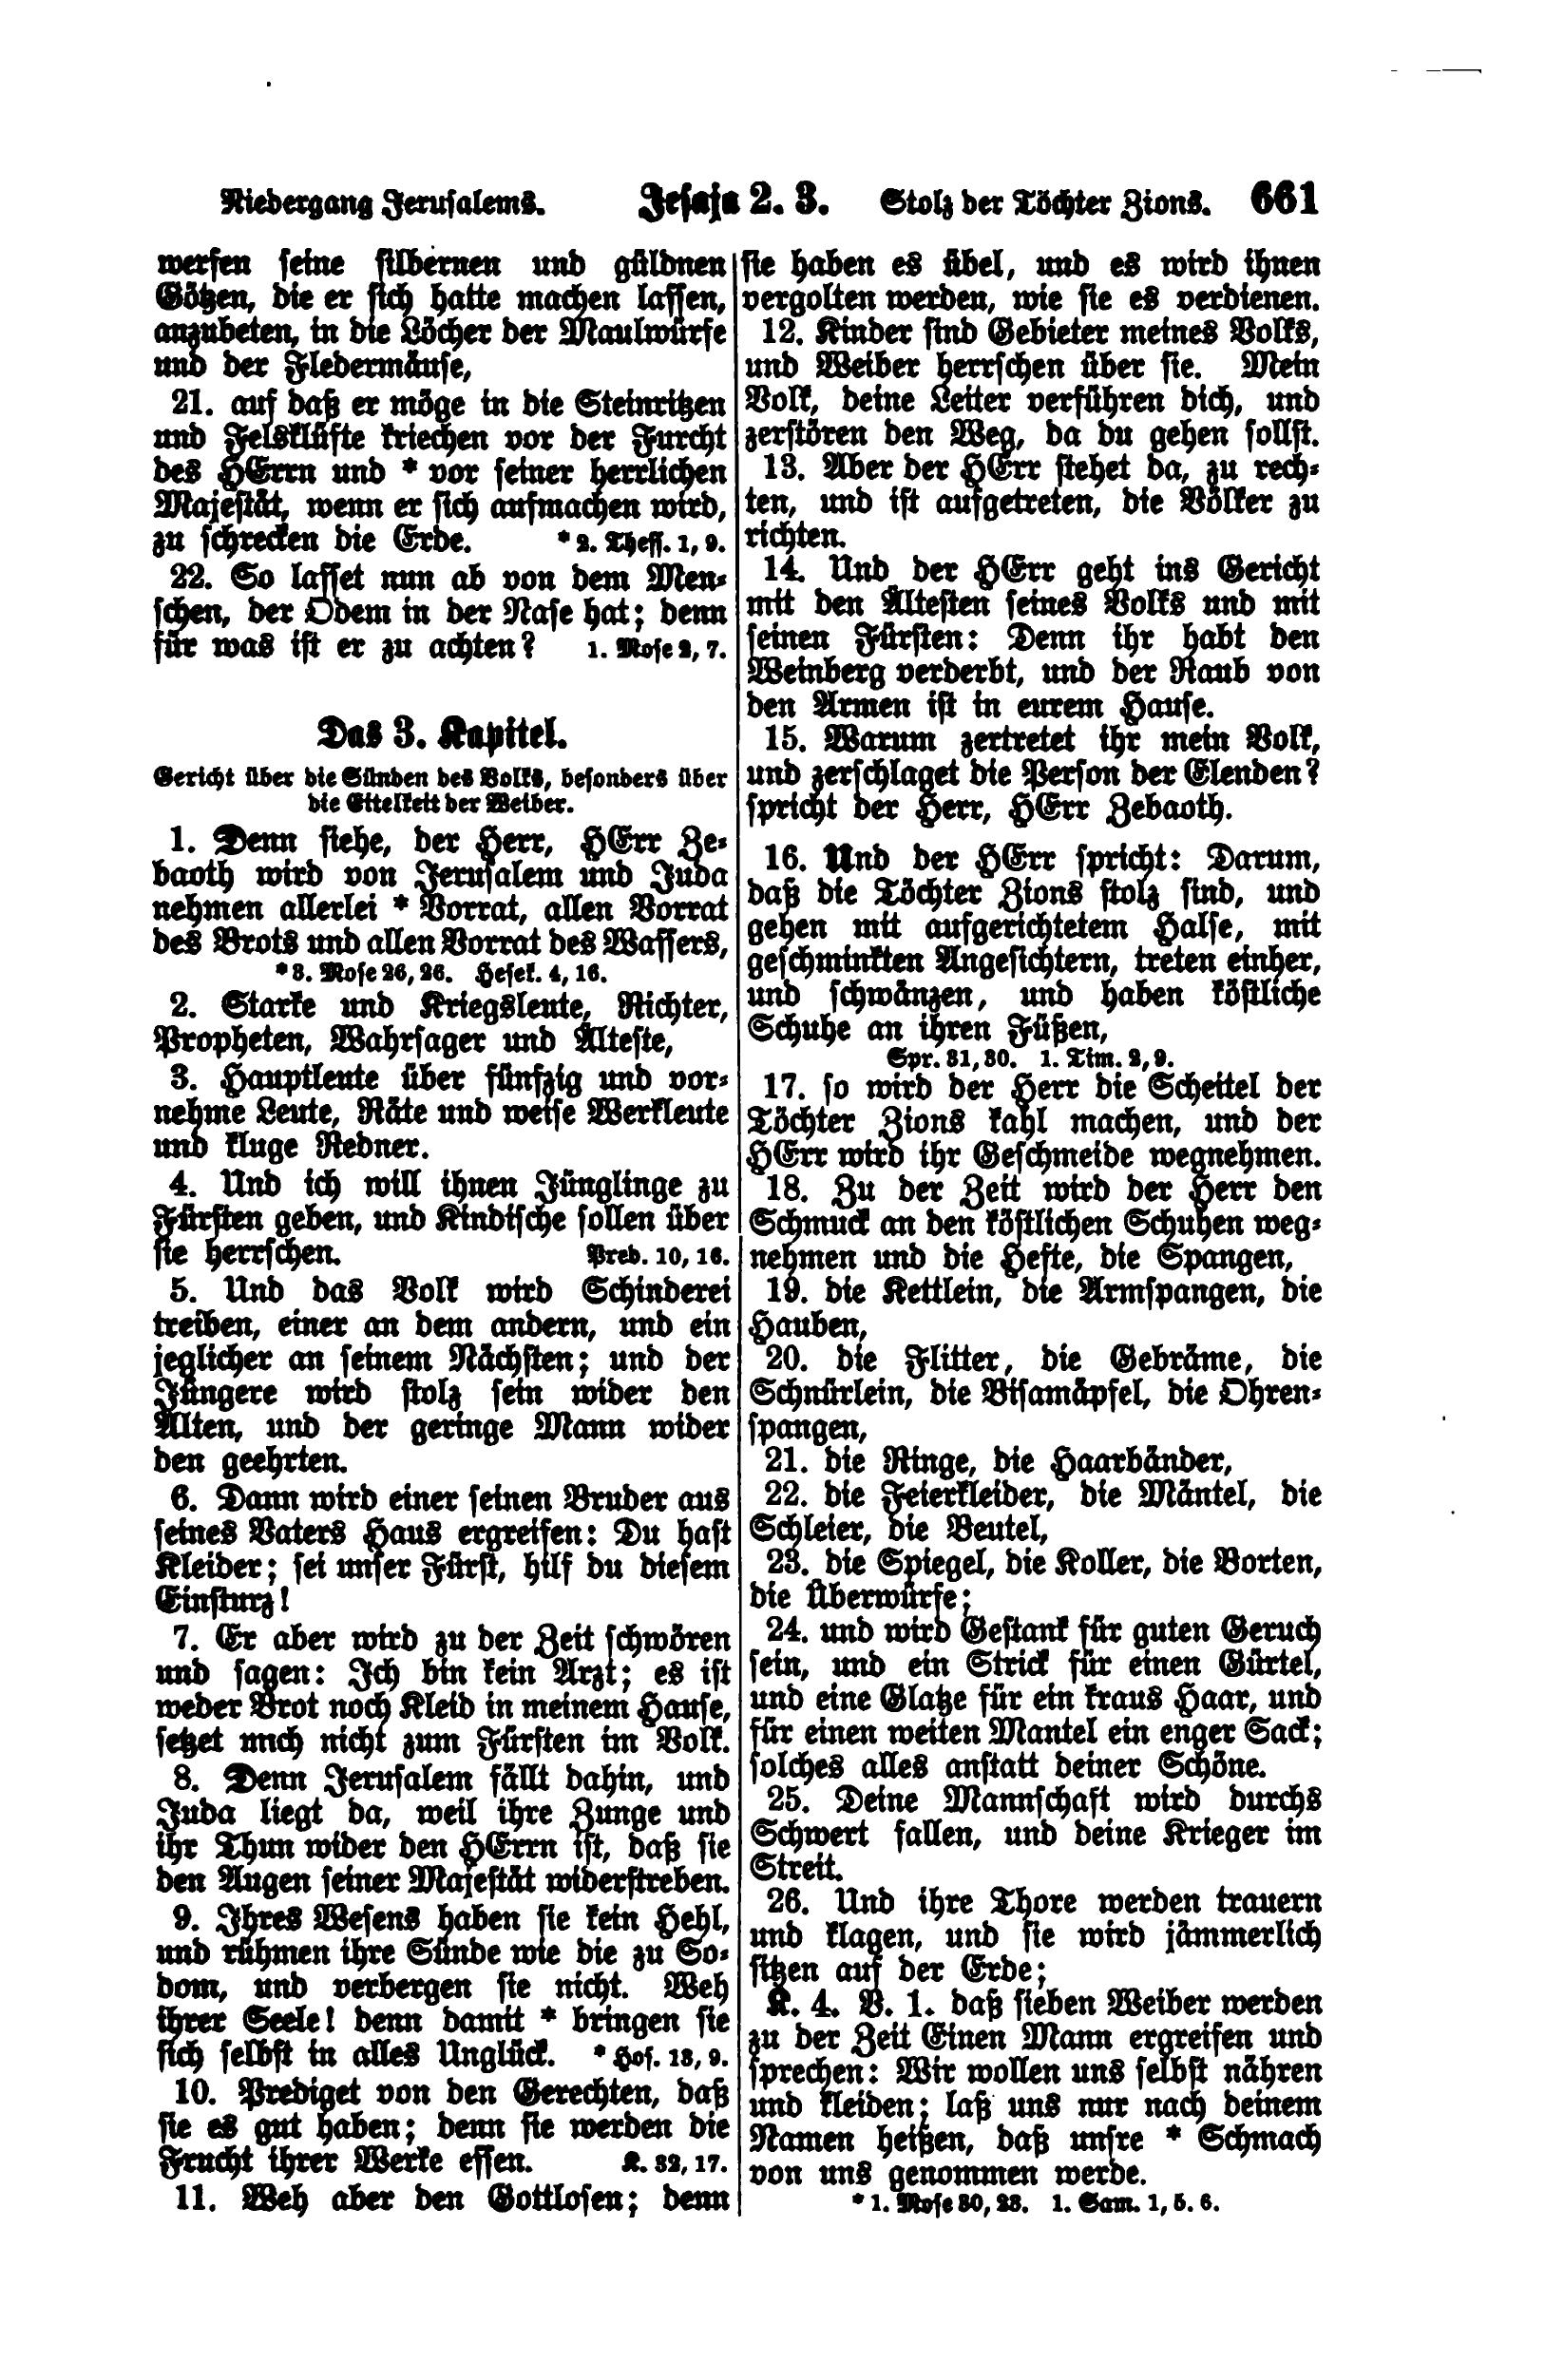 Niedergang Jerusalems. Jesaja 2. 3. Stolz der Töchter Zions. 661
werfen seine silbernen und güldnen
Götzen, die er sich hatte machen lassen,
anzubeten, in die Löcher der Maulwürfe
und der Fledermäuse,
21. auf daß er möge in die Steinritzen
und Felsklüfte kriechen vor der Furcht
des HErrn und * vor seiner herrlichen
Majestät, wenn er sich aufmachen wird,
zu schrecken die Erde. *2. Thess. 1, 9.
22. So lasset nun ab von dem Men-
schen, der Odem in der Nase hat; denn
für was ist er zu achten? 1. Mose 2, 7.
Das 3. Kapitel.
Gericht über die Sünden des Volks, besonders über
die Eitelkeit der Weiber.
1. Denn siehe, der Herr, HErr Ze-
baoth wird von Jerusalem und Juda
nehmen allerlei * Vorrat, allen Vorrat
des Brots und allen Vorrat des Wassers,
*3. Mose 26, 26. Hesek. 4, 16.
2. Starke und Kriegsleute, Richter,
Propheten, Wahrsager und Älteste,
3. Hauptleute über fünfzig und vor-
nehme Leute, Räte und weise Werkleute
und kluge Redner.
4. Und ich will ihnen Jünglinge zu
Fürsten geben, und Kindische sollen über
sie herrschen. Pred. 10, 16.
5. Und das Volk wird Schinderei
treiben, einer an dem andern, und ein
jeglicher an seinem Nächsten; und der
Jüngere wird stolz sein wider den
Alten, und der geringe Mann wider
den geehrten.
6. Dann wird einer seinen Bruder aus
seines Vaters Haus ergreifen: Du hast
Kleider; sei unser Fürst, hilf du diesem
Einsturz!
7. Er aber wird zu der Zeit schwören
und sagen: Ich bin kein Arzt; es ist
weder Brot noch Kleid in meinem Hause,
setzet mich nicht zum Fürsten im Volk.
8. Denn Jerusalem fällt dahin, und
Juda liegt da, weil ihre Zunge und
ihr Thun wider den HErrn ist, daß sie
den Augen seiner Majestät widerstreben.
9. Ihres Wesens haben sie kein Hehl,
und rühmen ihre Sünde wie die zu So-
dom, und verbergen sie nicht. Weh
ihrer Seele! denn damit * bringen sie
sich selbst in alles Unglück. * Hos. 13, 9.
10. Prediget von den Gerechten, daß
sie es gut haben; denn sie werden die
Frucht ihrer Werke essen. K. 32, 17.
11. Weh aber den Gottlosen; denn
sie haben es übel, und es wird ihnen
vergolten werden, wie sie es verdienen.
12. Kinder sind Gebieter meines Volks,
und Weiber herrschen über sie. Mein
Volk, deine Leiter verführen dich, und
zerstören den Weg, da du gehen sollst.
13. Aber der HErr stehet da, zu rech-
ten, und ist aufgetreten, die Völker zu
richten.
14. Und der HErr geht ins Gericht
mit den Ältesten seines Volks und mit
seinen Fürsten: Denn ihr habt den
Weinberg verderbt, und der Raub von
den Armen ist in eurem Hause.
15. Warum zertretet ihr mein Volk,
und zerschlaget die Person der Elenden?
spricht der Herr, HErr Zebaoth.
16. Und der HErr spricht: Darum,
daß die Töchter Zions stolz sind, und
gehen mit aufgerichtetem Halse, mit
geschminkten Angesichtern, treten einher,
und schwänzen, und haben köstliche
Schuhe an ihren Füßen,
Spr. 31, 30. 1. Tim. 2, 9.
17. so wird der Herr die Scheitel der
Töchter Zions kahl machen, und der
HErr wird ihr Geschmeide wegnehmen.
18. Zu der Zeit wird der Herr den
Schmuck an den köstlichen Schuhen weg-
nehmen und die Hefte, die Spangen,
19. die Kettlein, die Armspangen, die
Hauben,
20. die Flitter, die Gebräme, die
Schnürlein, die Bisamäpfel, die Ohren-
spangen,
21. die Ringe, die Haarbänder,
22. die Feierkleider, die Mäntel, die
Schleier, die Beutel,
23. die Spiegel, die Koller, die Borten,
die Überwürfe;
24. und wird Gestank für guten Geruch
sein, und ein Strick für einen Gürtel,
und eine Glatze für ein kraus Haar, und
für einen weiten Mantel ein enger Sack;
solches alles anstatt deiner Schöne.
25. Deine Mannschaft wird durchs
Schwert fallen, und deine Krieger im
Streit.
26. Und ihre Thore werden trauern
und klagen, und sie wird jämmerlich
sitzen auf der Erde;
K. 4. V. 1. daß sieben Weiber werden
zu der Zeit Einen Mann ergreifen und
sprechen: Wir wollen uns selbst nähren
und kleiden; laß uns nur nach deinem
Namen heißen, daß unsre * Schmach
von uns genommen werde.
*1. Mose 30, 23. 1. Sam. 1, 5. 6.